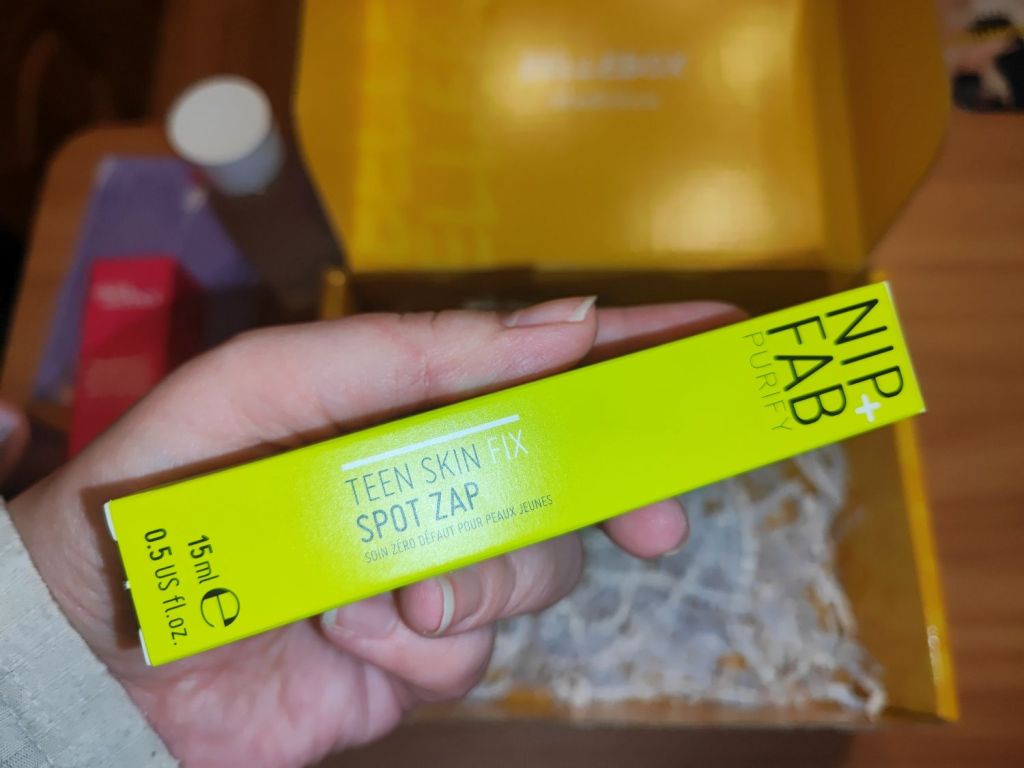 NIP+
FAB
PURIFY
TEEN SKIN FIX
SPOT ZAP
SOIN ZÉRO DÉFAUT POUR PEAUX JEUNES
15ml e
0.5 US fl.oz.